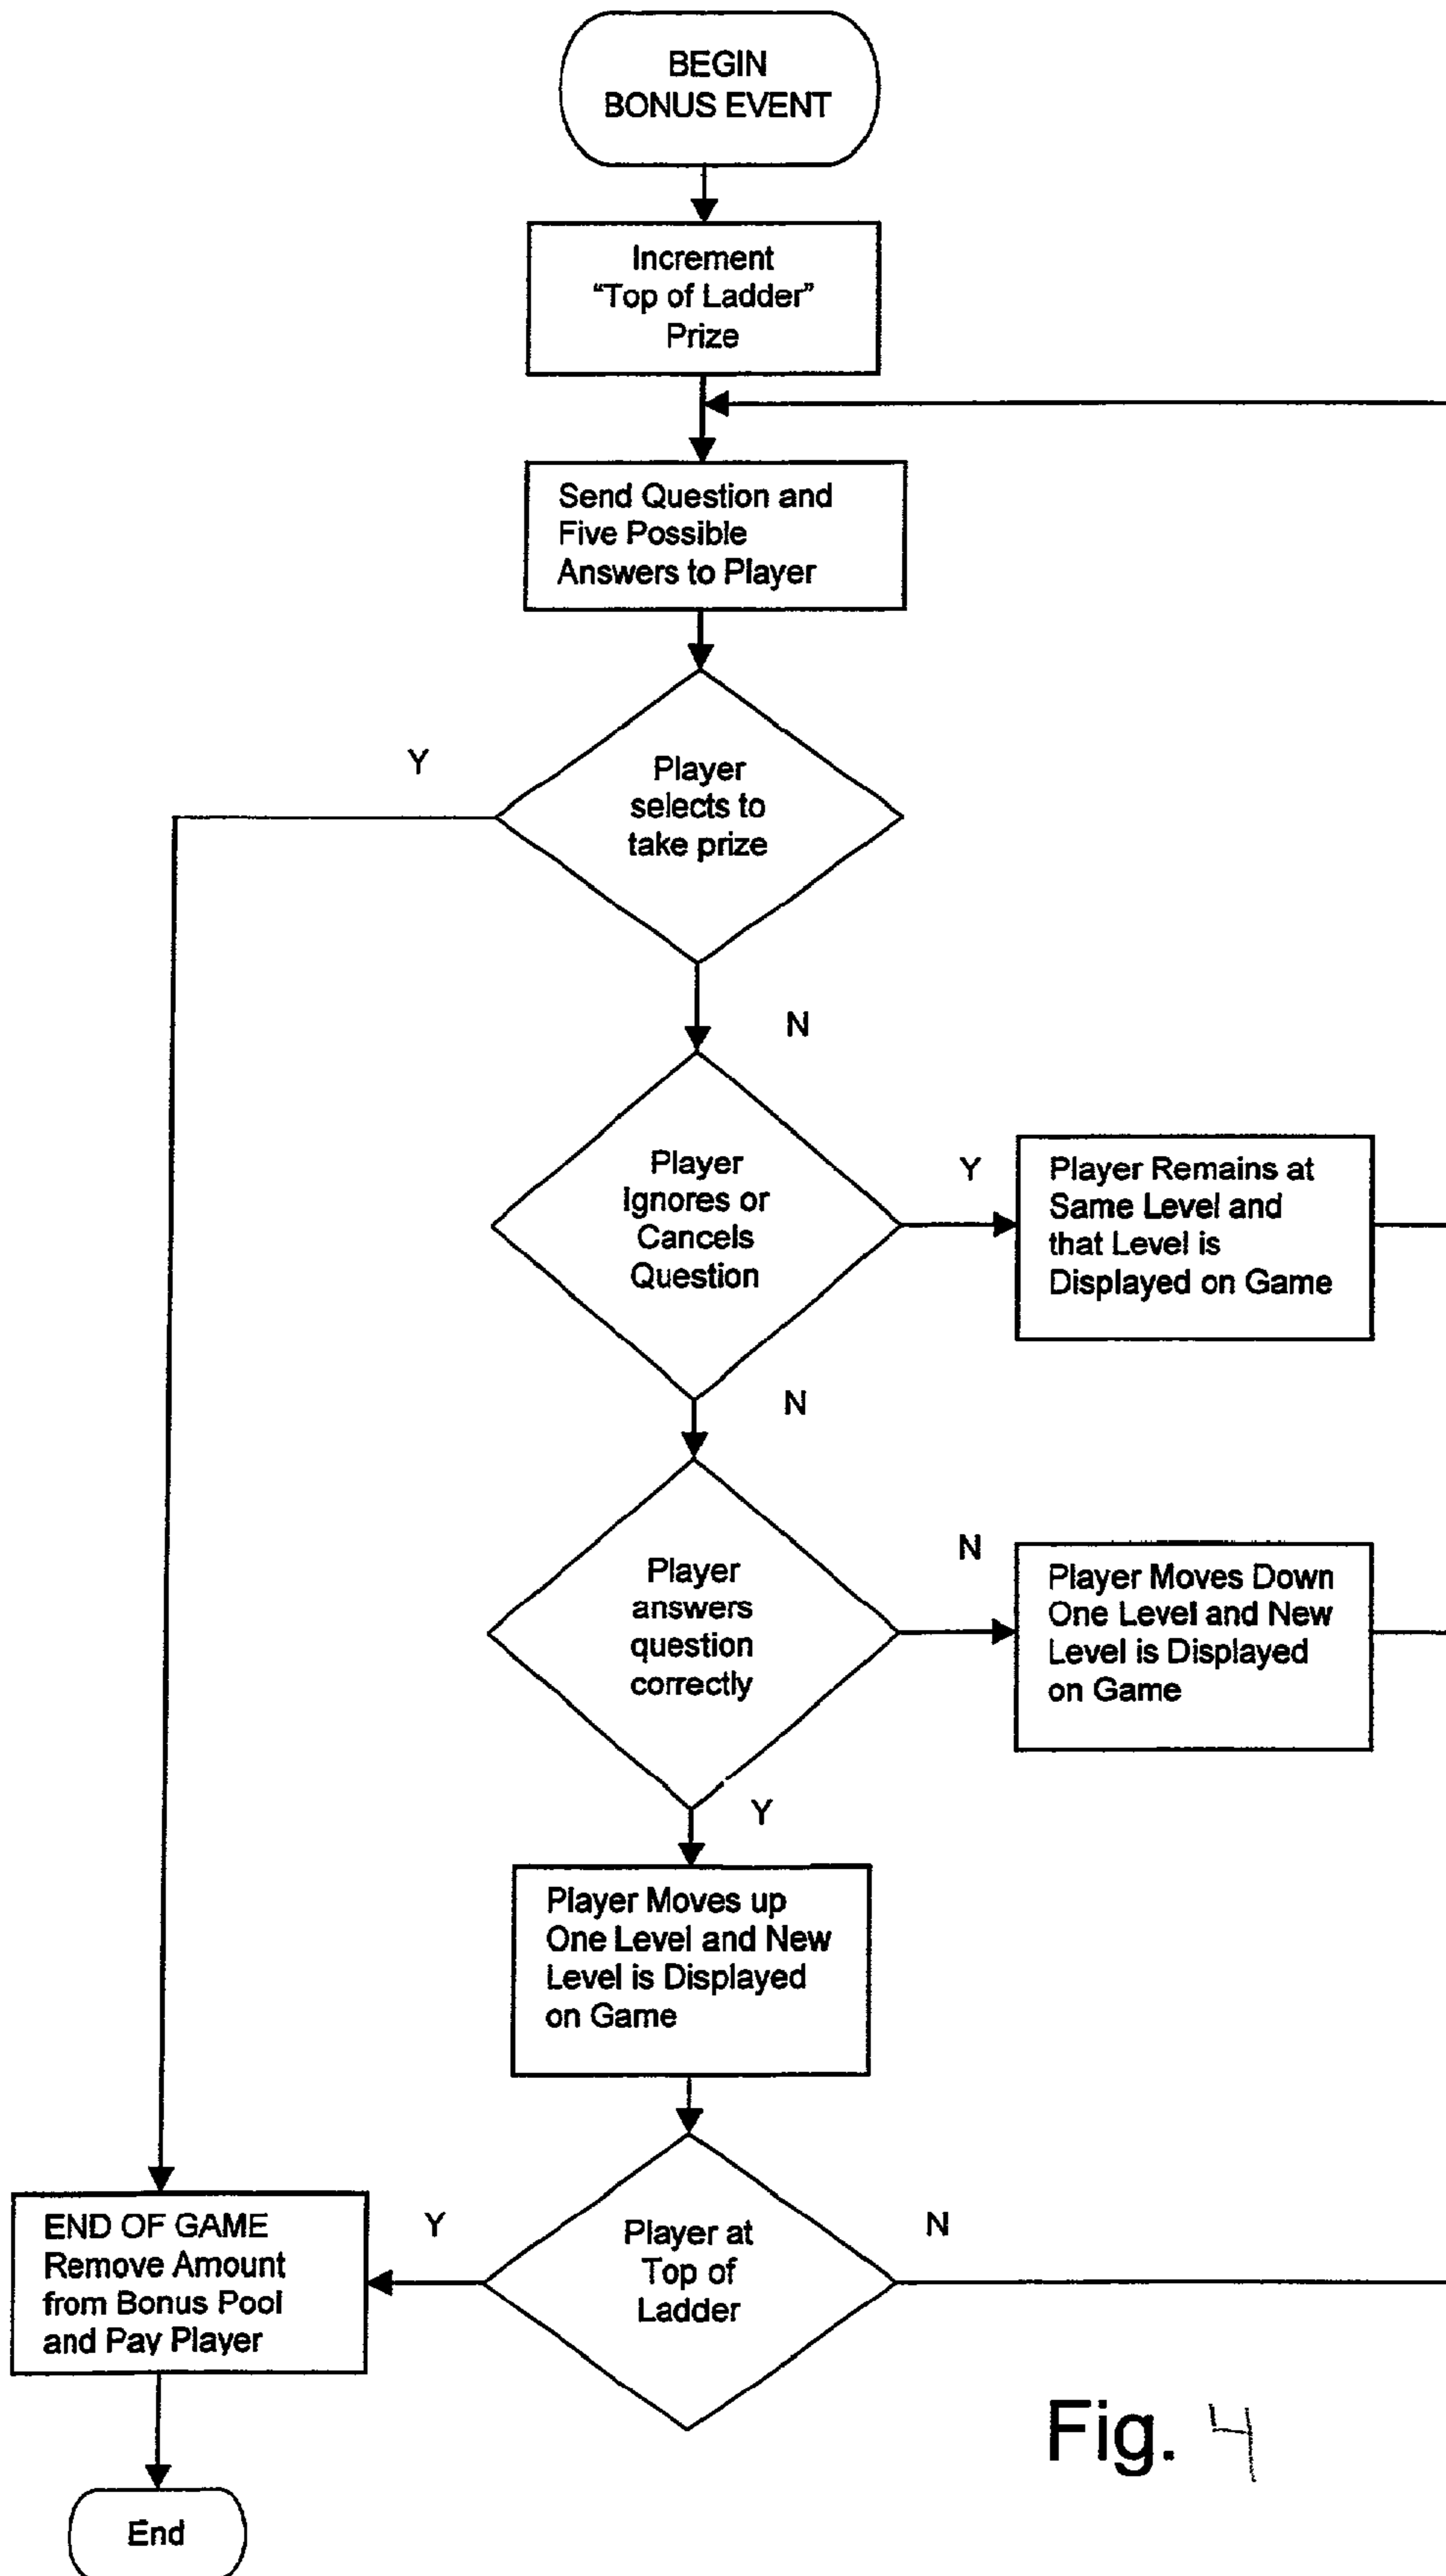 BEGIN
BONUS EVENT
Increment
“Top of Ladder”
Prize
Send Question and
Five Possible
Answers to Player
Y
Player
selects to
take prize
N
Player
Ignores or
Cancels
Question
Y
Player Remains at
Same Level and
that Level is
Displayed on Game
N
Player
answers
question
correctly
N
Player Moves Down
One Level and New
Level is Displayed
on Game
Y
Player Moves up
One Level and New
Level is Displayed
on Game
END OF GAME
Remove Amount
from Bonus Pool
and Pay Player
Y
Player at
Top of
Ladder
N
Fig. 4
End